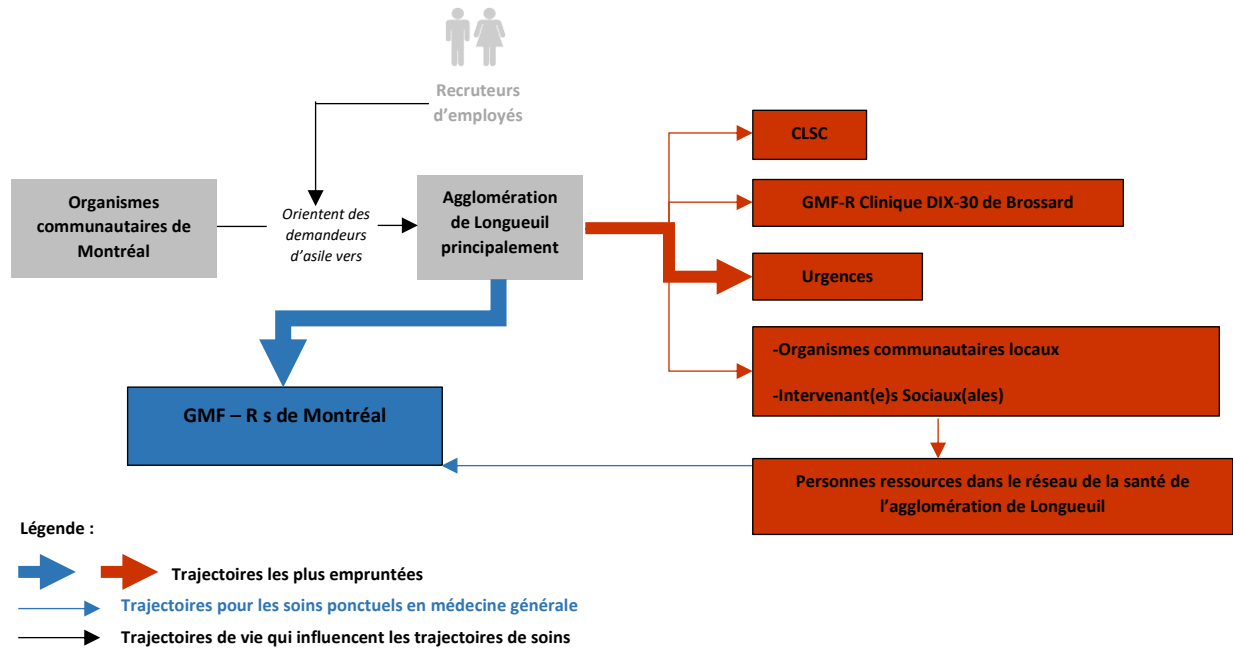 Recruteurs
d'employés
CLSC
Organismes
communautaires de
Montréal
Orientent des
demandeurs
d'asile vers
Agglomération
de Longueuil
principalement
GMF-R Clinique DIX-30 de Brossard
Urgences
-Organismes communautaires locaux
-Intervenant(e)s Sociaux(ales)
GMF – R s de Montréal
Personnes ressources dans le réseau de la santé de
l'agglomération de Longueuil
Légende :
Trajectoires les plus empruntées
Trajectoires pour les soins ponctuels en médecine générale
Trajectoires de vie qui influencent les trajectoires de soins